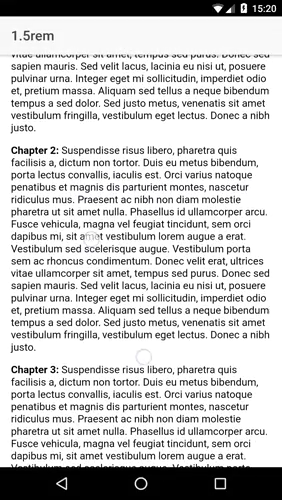 15:20
1.5rem
vitae ullamcorper sit amet, tempus sed purus. Donec sed
sapien mauris. Sed velit lacus, lacinia eu nisi ut, posuere
pulvinar urna. Integer eget mi sollicitudin, imperdiet odio
et, pretium massa. Aliquam sed tellus a neque bibendum
tempus a sed dolor. Sed justo metus, venenatis sit amet
vestibulum fringilla, vestibulum eget lectus. Donec a nibh
justo.
Chapter 2: Suspendisse risus libero, pharetra quis
facilisis a, dictum non tortor. Duis eu metus bibendum,
porta lectus convallis, iaculis est. Orci varius natoque
penatibus et magnis dis parturient montes, nascetur
ridiculus mus. Praesent ac nibh non diam molestie
pharetra ut sit amet nulla. Phasellus id ullamcorper arcu.
Fusce vehicula, magna vel feugiat tincidunt, sem orci
dapibus mi, sit amet vestibulum lorem augue a erat.
Vestibulum sed scelerisque augue. Vestibulum porta
sem ac rhoncus condimentum. Donec velit erat, ultrices
vitae ullamcorper sit amet, tempus sed purus. Donec sed
sapien mauris. Sed velit lacus, lacinia eu nisi ut, posuere
pulvinar urna. Integer eget mi sollicitudin, imperdiet odio
et, pretium massa. Aliquam sed tellus a neque bibendum
tempus a sed dolor. Sed justo metus, venenatis sit amet
vestibulum fringilla, vestibulum eget lectus. Donec a nibh
justo.
Chapter 3: Suspendisse risus libero, pharetra quis
facilisis a, dictum non tortor. Duis eu metus bibendum,
porta lectus convallis, iaculis est. Orci varius natoque
penatibus et magnis dis parturient montes, nascetur
ridiculus mus. Praesent ac nibh non diam molestie
pharetra ut sit amet nulla. Phasellus id ullamcorper arcu.
Fusce vehicula, magna vel feugiat tincidunt, sem orci
dapibus mi, sit amet vestibulum lorem augue a erat.
Vestibulum sed scelerisque augue. Vestibulum porta